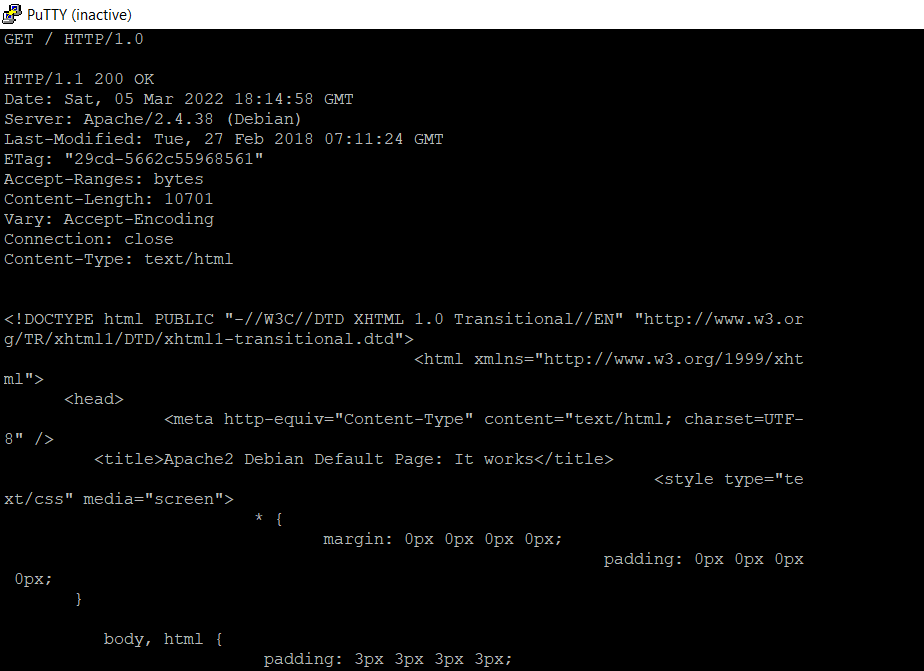 PuTTY (inactive)
GET / HTTP/1.0
HTTP/1.1 200 OK
Date: Sat, 05 Mar 2022 18:14:58 GMT
Server: Apache/2.4.38 (Debian)
Last-Modified: Tue, 27 Feb 2018 07:11:24 GMT
ETag: "29cd-5662c55968561"
Accept-Ranges: bytes
Content-Length: 10701
Vary: Accept-Encoding
Connection: close
Content-Type: text/html
<!DOCTYPE html PUBLIC "-//W3C//DTD XHTML 1.0 Transitional//EN" "http://www.w3.or
g/TR/xhtml1/DTD/xhtml1-transitional.dtd">
<html xmlns="http://www.w3.org/1999/xht
ml">
<head>
<meta http-equiv="Content-Type" content="text/html; charset=UTF-
8" />
<title>Apache2 Debian Default Page: It works</title>
<style type="te
xt/css" media="screen">
* {
margin: 0px 0px 0px 0px;
padding: 0px 0px 0px
0px;
}
body, html {
padding: 3px 3px 3px 3px;